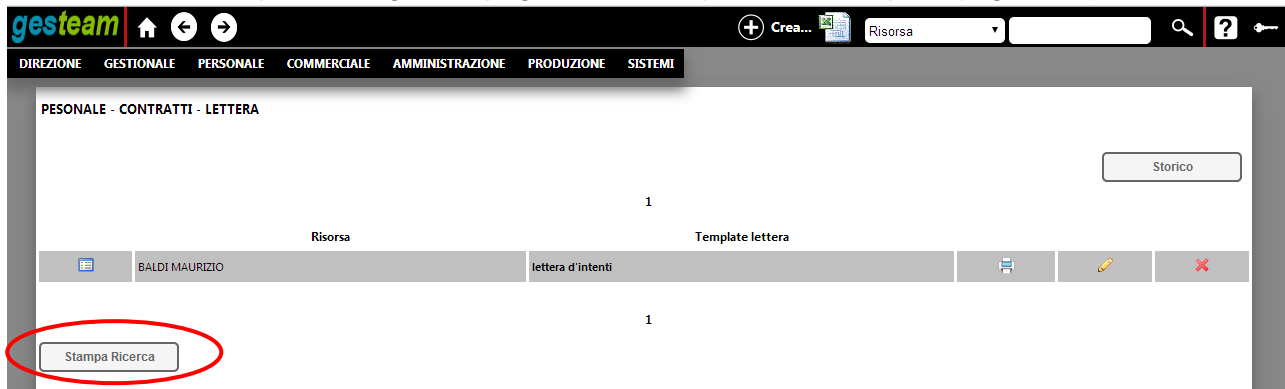 gesteam Crea... Risorsa ?
DIREZIONE GESTIONALE PERSONALE COMMERCIALE AMMINISTRAZIONE PRODUZIONE SISTEMI
PESONALE - CONTRATTI - LETTERA
Storico
1
Risorsa Template lettera
BALDI MAURIZIO lettera d'intenti
1
Stampa Ricerca